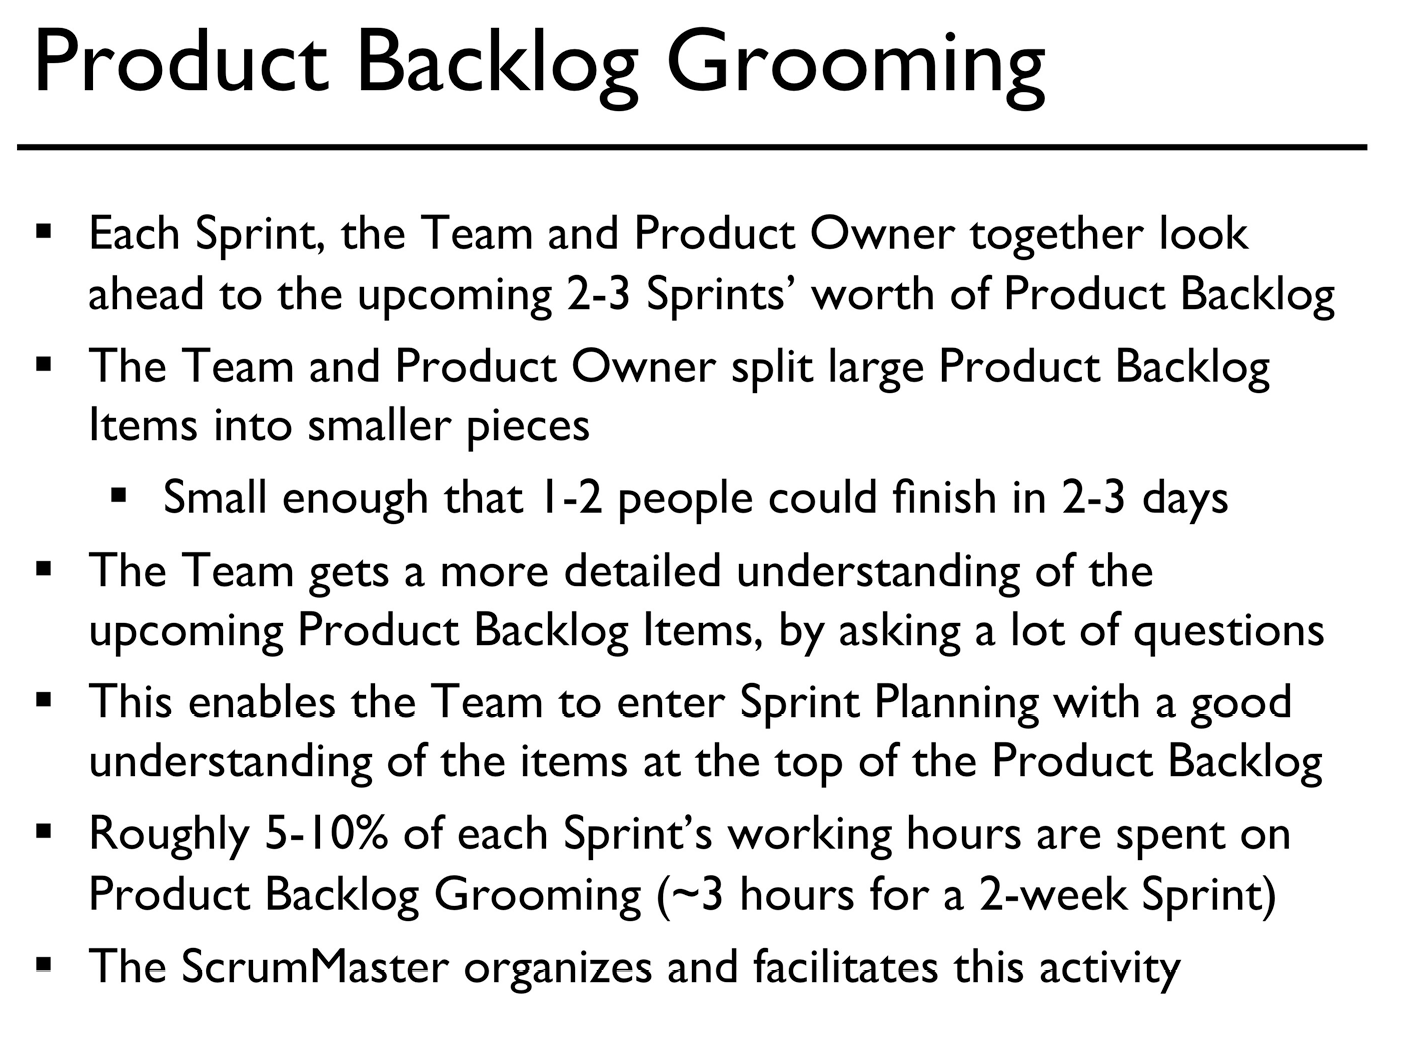 Product Backlog Grooming
▪ Each Sprint, the Team and Product Owner together look
ahead to the upcoming 2-3 Sprints’ worth of Product Backlog
▪ The Team and Product Owner split large Product Backlog
Items into smaller pieces
▪ Small enough that 1-2 people could finish in 2-3 days
▪ The Team gets a more detailed understanding of the
upcoming Product Backlog Items, by asking a lot of questions
▪ This enables the Team to enter Sprint Planning with a good
understanding of the items at the top of the Product Backlog
▪ Roughly 5-10% of each Sprint’s working hours are spent on
Product Backlog Grooming (~3 hours for a 2-week Sprint)
▪ The ScrumMaster organizes and facilitates this activity